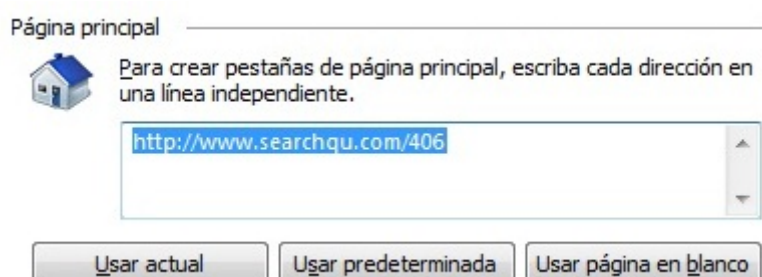 Página principal
Para crear pestañas de página principal, escriba cada dirección en
una línea independiente.
http://www.searchqu.com/406
Usar actual
Usar predeterminada
Usar página en blanco